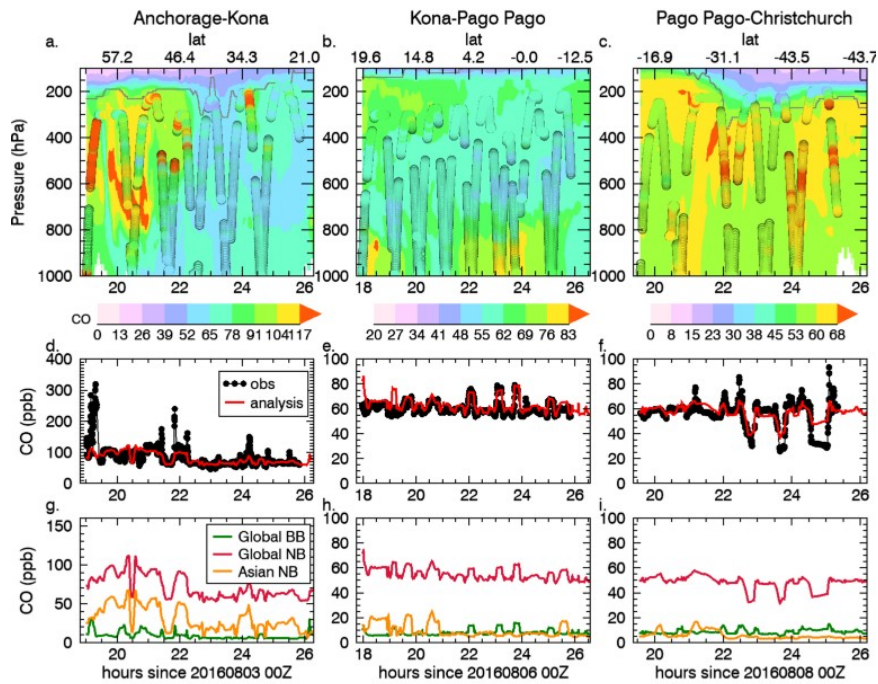 Anchorage-Kona Kona-Pago Pago Pago Pago-Christchurch
a. lat b. lat c. lat
57.2 46.4 34.3 21.0 19.6 14.8 4.2 -0.0 -12.5 -16.9 -31.1 -43.5 -43.7
Pressure (hPa)
200
400
600
800
1000
200
400
600
800
1000
200
400
600
800
1000
20 22 24 26 18 20 22 24 26 20 22 24 26
CO
0 13 26 39 52 65 78 91 104117 20 27 34 41 48 55 62 69 76 83 0 8 15 23 30 38 45 53 60 68
d. e. f.
CO (ppb)
400
300
200
100
0
obs
analysis
100
80
60
40
20
0
100
80
60
40
20
0
20 22 24 26 18 20 22 24 26 20 22 24 26
g. h. i.
CO (ppb)
150
100
50
0
Global BB
Global NB
Asian NB
100
80
60
40
20
0
100
80
60
40
20
0
20 22 24 26 18 20 22 24 26 20 22 24 26
hours since 20160803 00Z hours since 20160806 00Z hours since 20160808 00Z